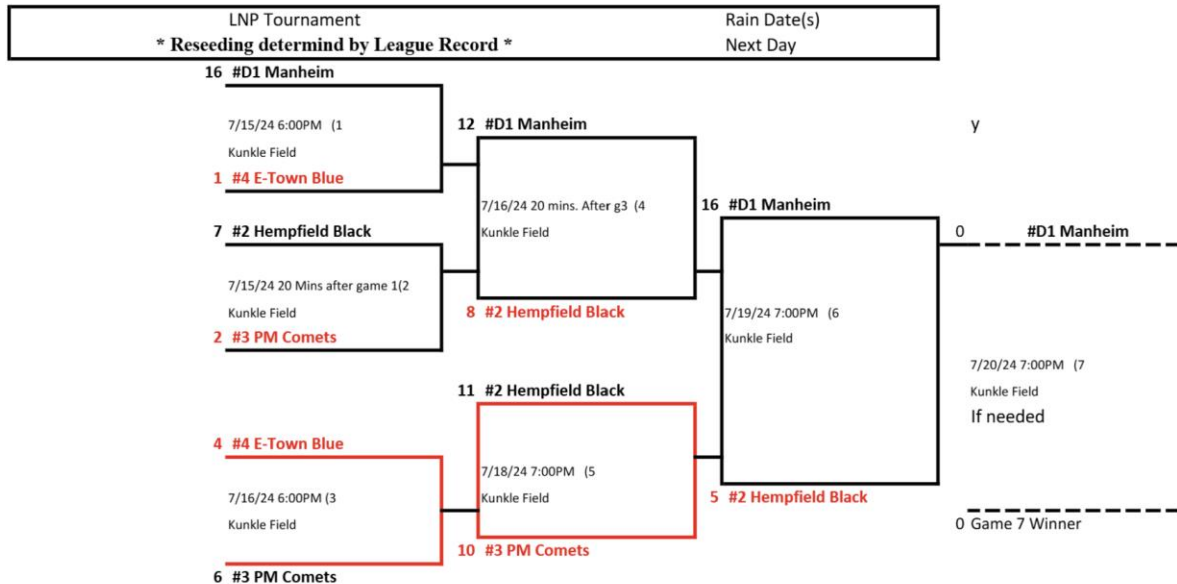 LNP Tournament Rain Date(s)
* Reseeding determind by League Record * Next Day
16 #D1 Manheim
7/15/24 6:00PM (1
Kunkle Field
1 #4 E-Town Blue
7 #2 Hempfield Black
7/15/24 20 Mins after game 1(2
Kunkle Field
2 #3 PM Comets
4 #4 E-Town Blue
7/16/24 6:00PM (3
Kunkle Field
6 #3 PM Comets
12 #D1 Manheim
7/16/24 20 mins. After g3 (4
Kunkle Field
8 #2 Hempfield Black
11 #2 Hempfield Black
7/18/24 7:00PM (5
Kunkle Field
10 #3 PM Comets
16 #D1 Manheim
7/19/24 7:00PM (6
Kunkle Field
5 #2 Hempfield Black
y
0 #D1 Manheim
7/20/24 7:00PM (7
Kunkle Field
If needed
0 Game 7 Winner